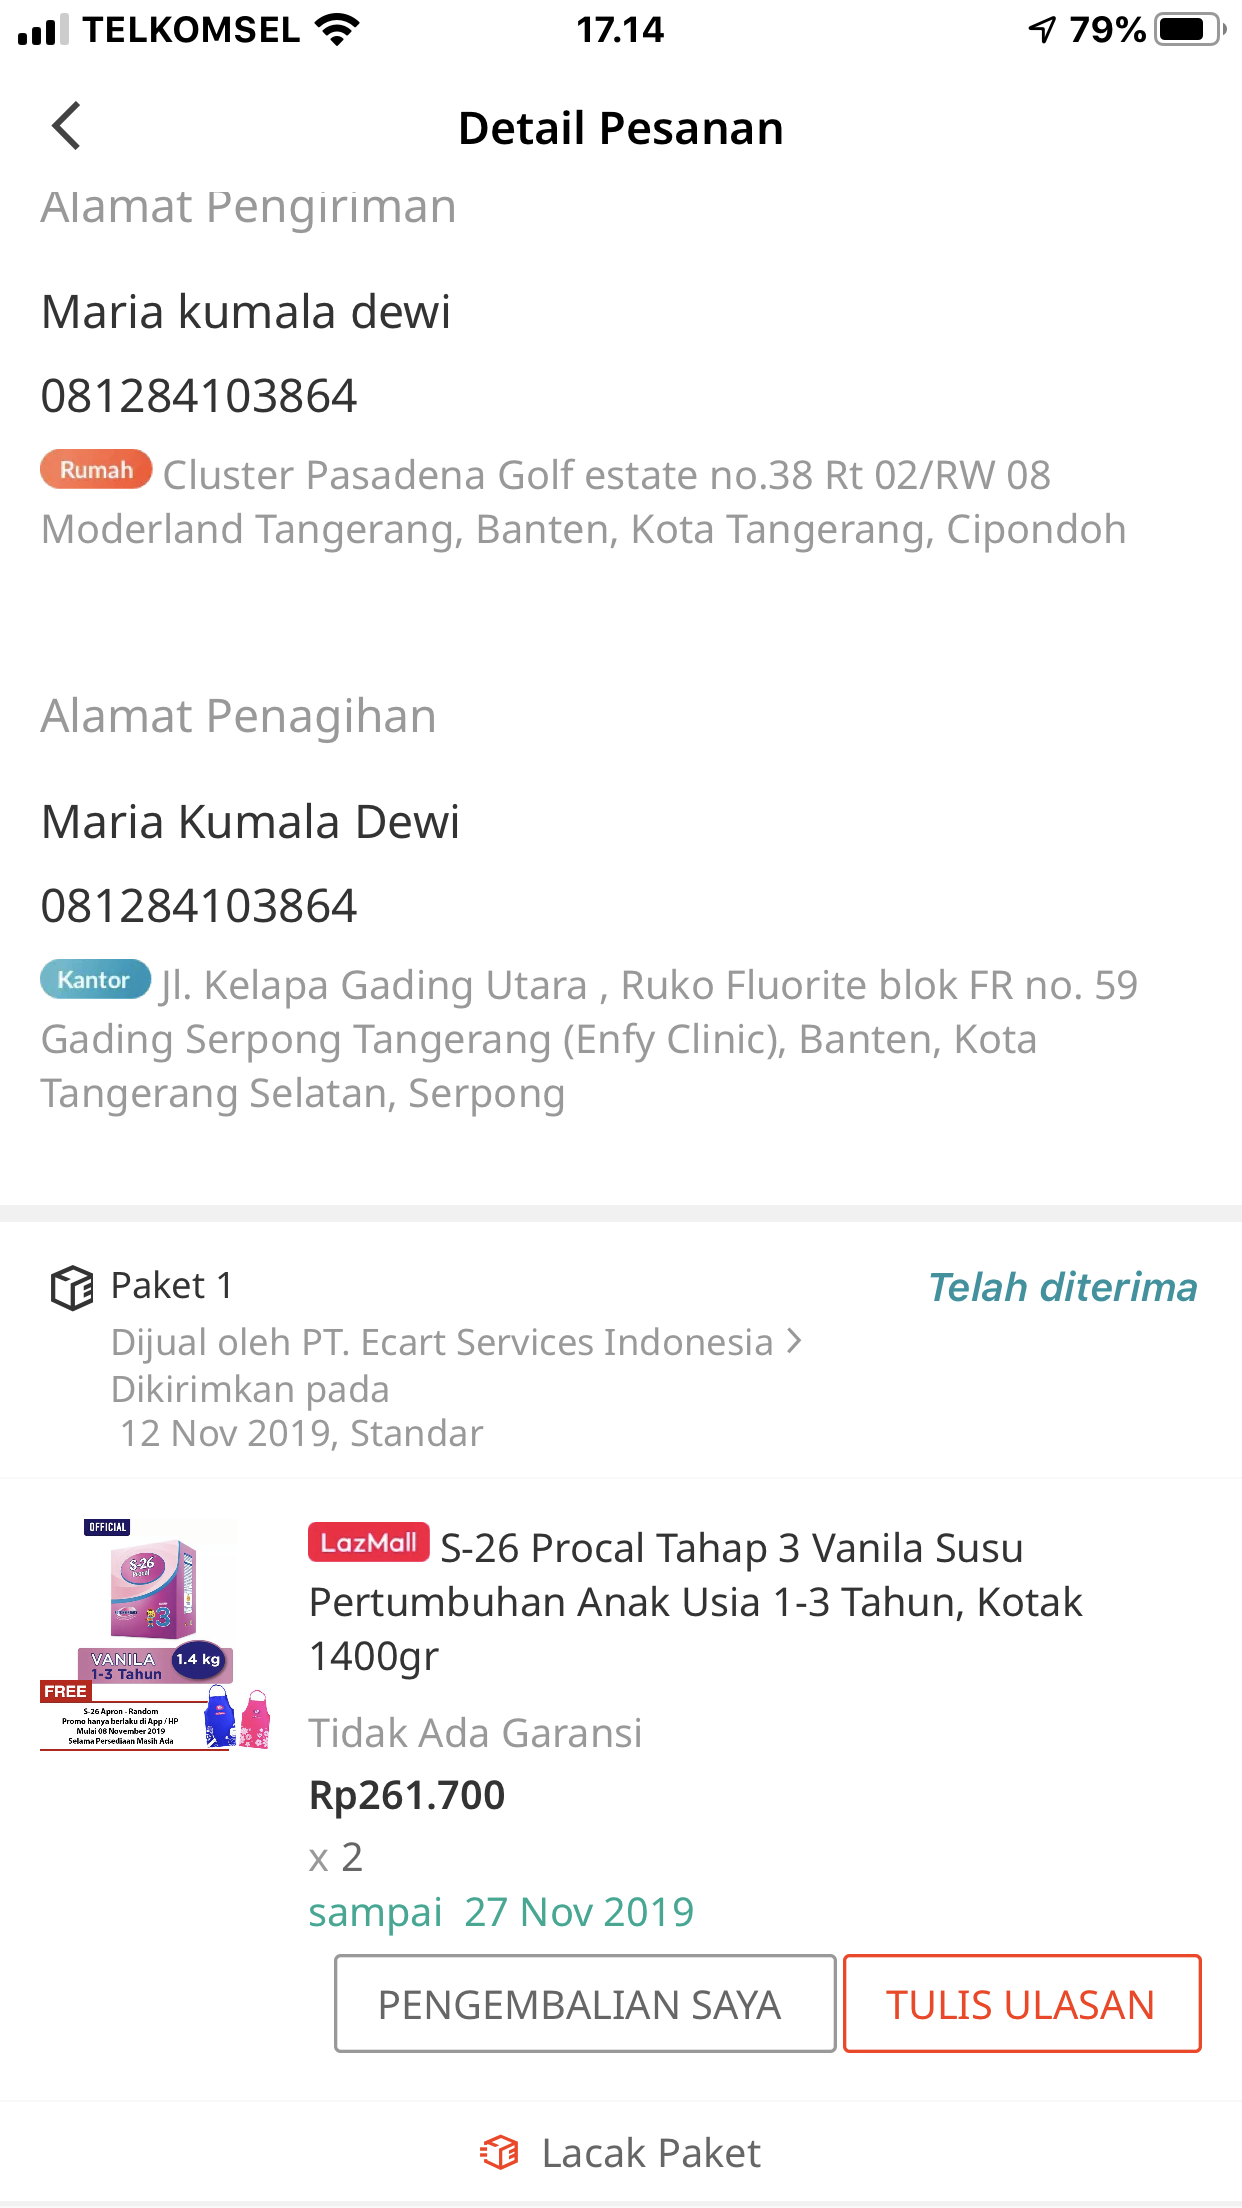 TELKOMSEL 17.14 79%
Detail Pesanan
Alamat Pengiriman
Maria kumala dewi
081284103864
Rumah Cluster Pasadena Golf estate no.38 Rt 02/RW 08
Moderland Tangerang, Banten, Kota Tangerang, Cipondoh
Alamat Penagihan
Maria Kumala Dewi
081284103864
Kantor Jl. Kelapa Gading Utara , Ruko Fluorite blok FR no. 59
Gading Serpong Tangerang (Enfy Clinic), Banten, Kota
Tangerang Selatan, Serpong
Paket 1 Telah diterima
Dijual oleh PT. Ecart Services Indonesia
Dikirimkan pada
12 Nov 2019, Standar
OFFICIAL
S-26
Procal
3
VANILA 1.4 kg
1-3 Tahun
FREE
S-26 Apron - Random
Promo hanya berlaku di App / HP
Mulai 08 November 2019
Selama Persediaan Masih Ada
LazMall S-26 Procal Tahap 3 Vanila Susu
Pertumbuhan Anak Usia 1-3 Tahun, Kotak
1400gr
Tidak Ada Garansi
Rp261.700
x 2
sampai 27 Nov 2019
PENGEMBALIAN SAYA TULIS ULASAN
Lacak Paket